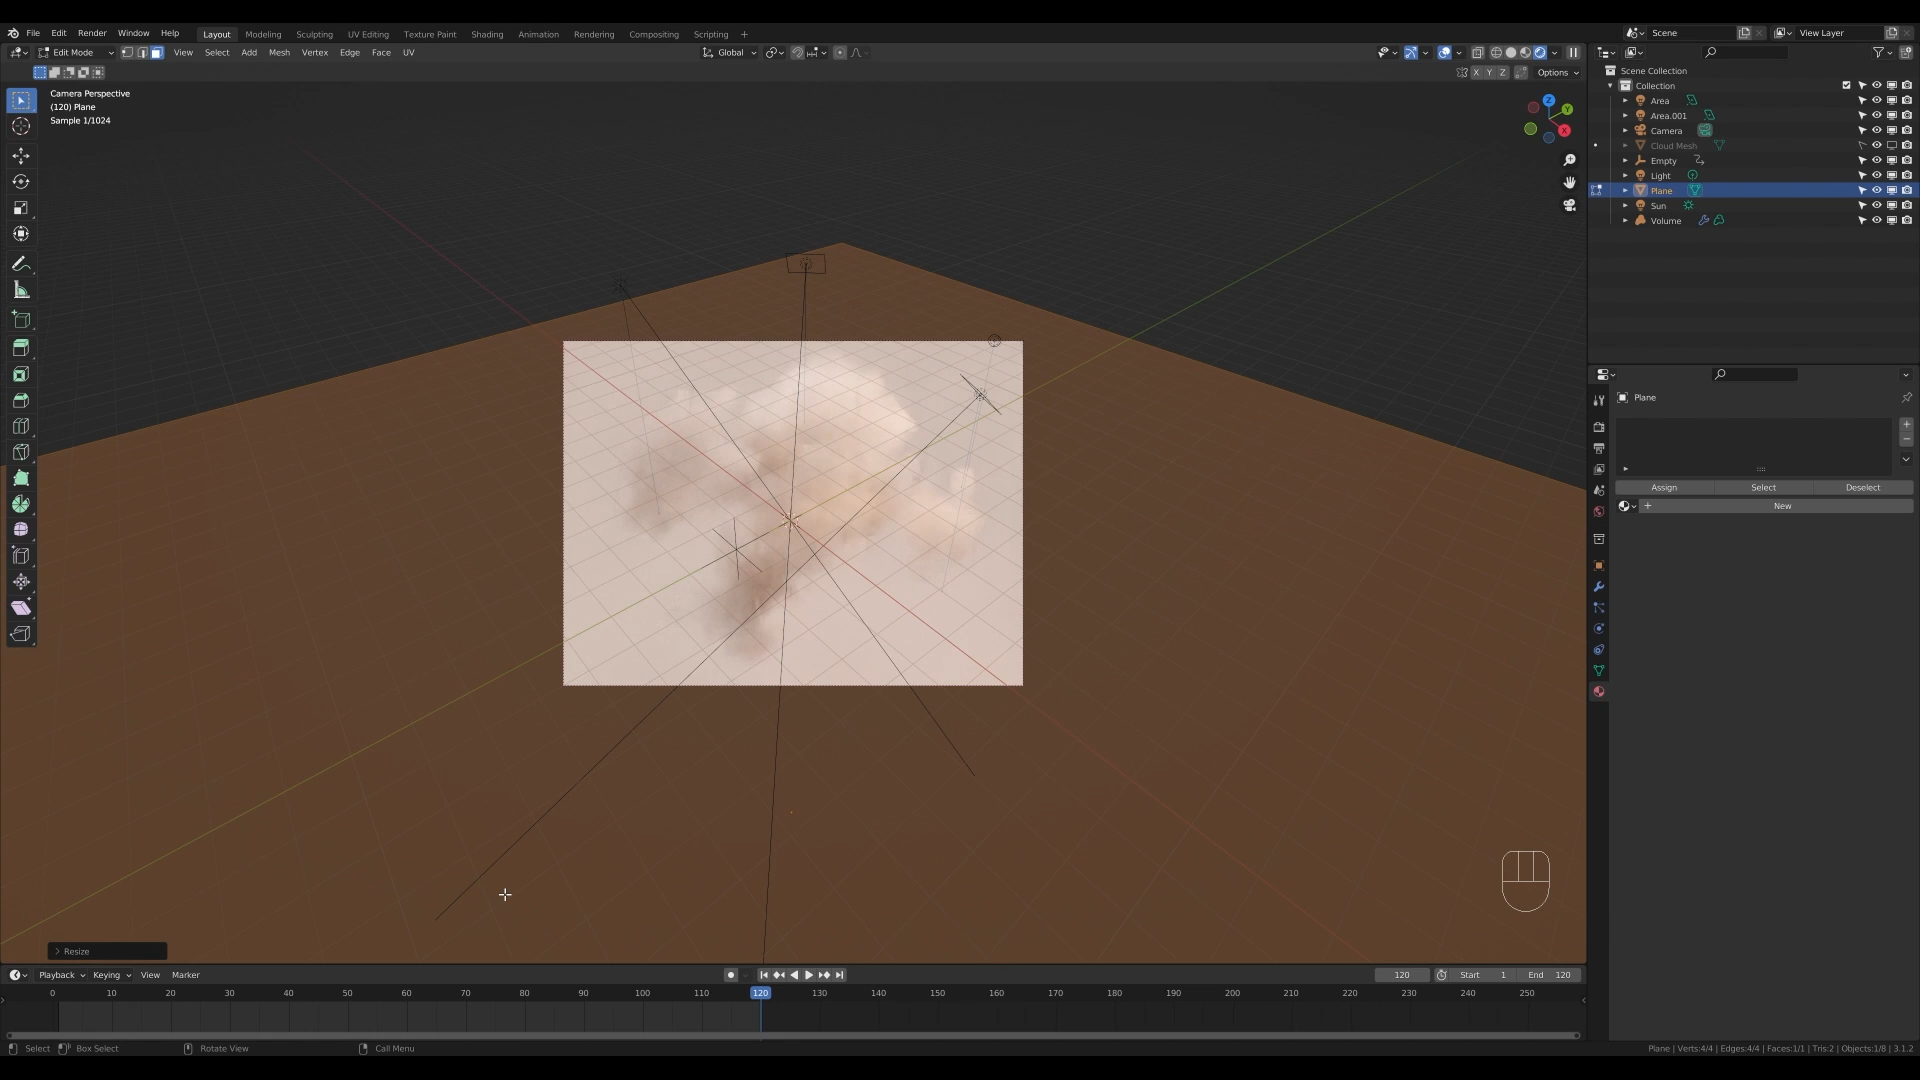 File Edit Render Window Help Layout Modeling Sculpting UV Editing Texture Paint Shading Animation Rendering Compositing Scripting + Scene View Layer
Edit Mode View Select Add Mesh Vertex Edge Face UV Global
X Y Z Options
Camera Perspective
(120) Plane
Sample 1/1024
Z
Y
X
Scene Collection
Collection
Area
Area.001
Camera
Cloud Mesh
Empty
Light
Plane
Sun
Volume
Plane
Assign Select Deselect
New
Resize
Playback Keying View Marker 120 Start 1 End 120
0 10 20 30 40 50 60 70 80 90 100 110 120 130 140 150 160 170 180 190 200 210 220 230 240 250
Select Box Select Rotate View Call Menu Plane | Verts:4/4 | Edges:4/4 | Faces:1/1 | Tris:2 | Objects:1/8 | 3.1.2